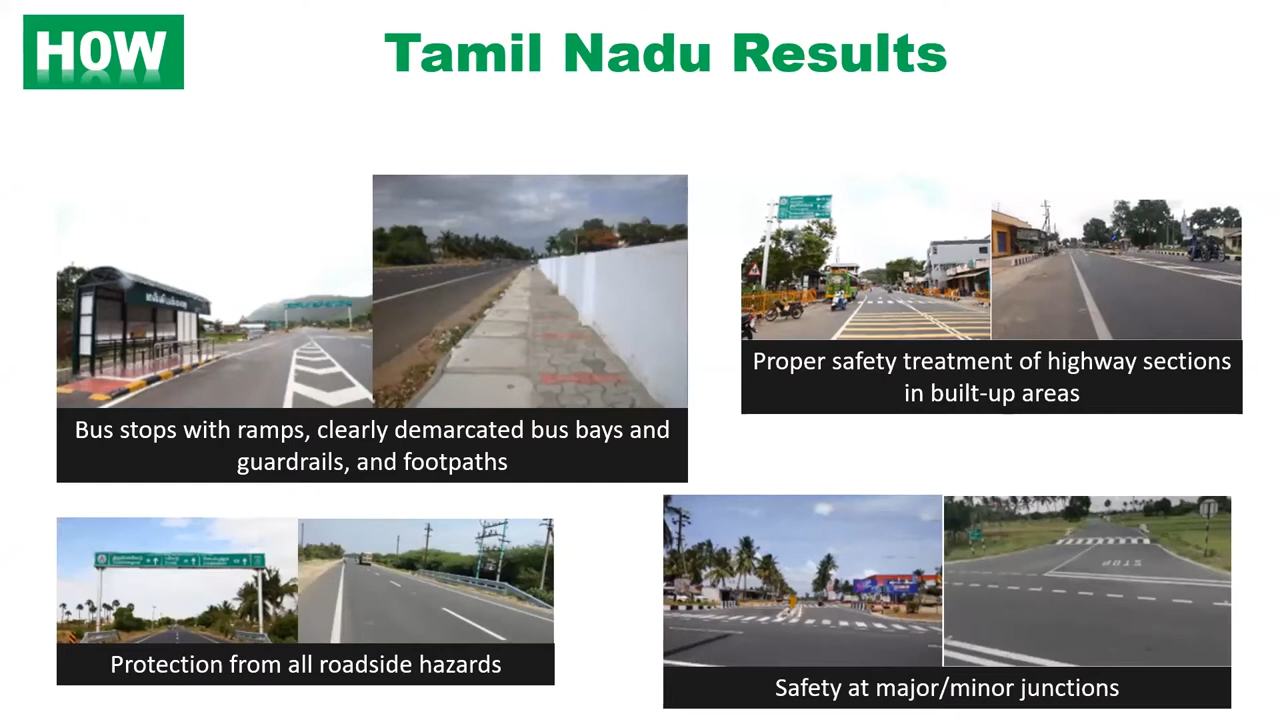 HOW
Tamil Nadu Results
Bus stops with ramps, clearly demarcated bus bays and
guardrails, and footpaths
Proper safety treatment of highway sections
in built-up areas
Protection from all roadside hazards
STOP
Safety at major/minor junctions